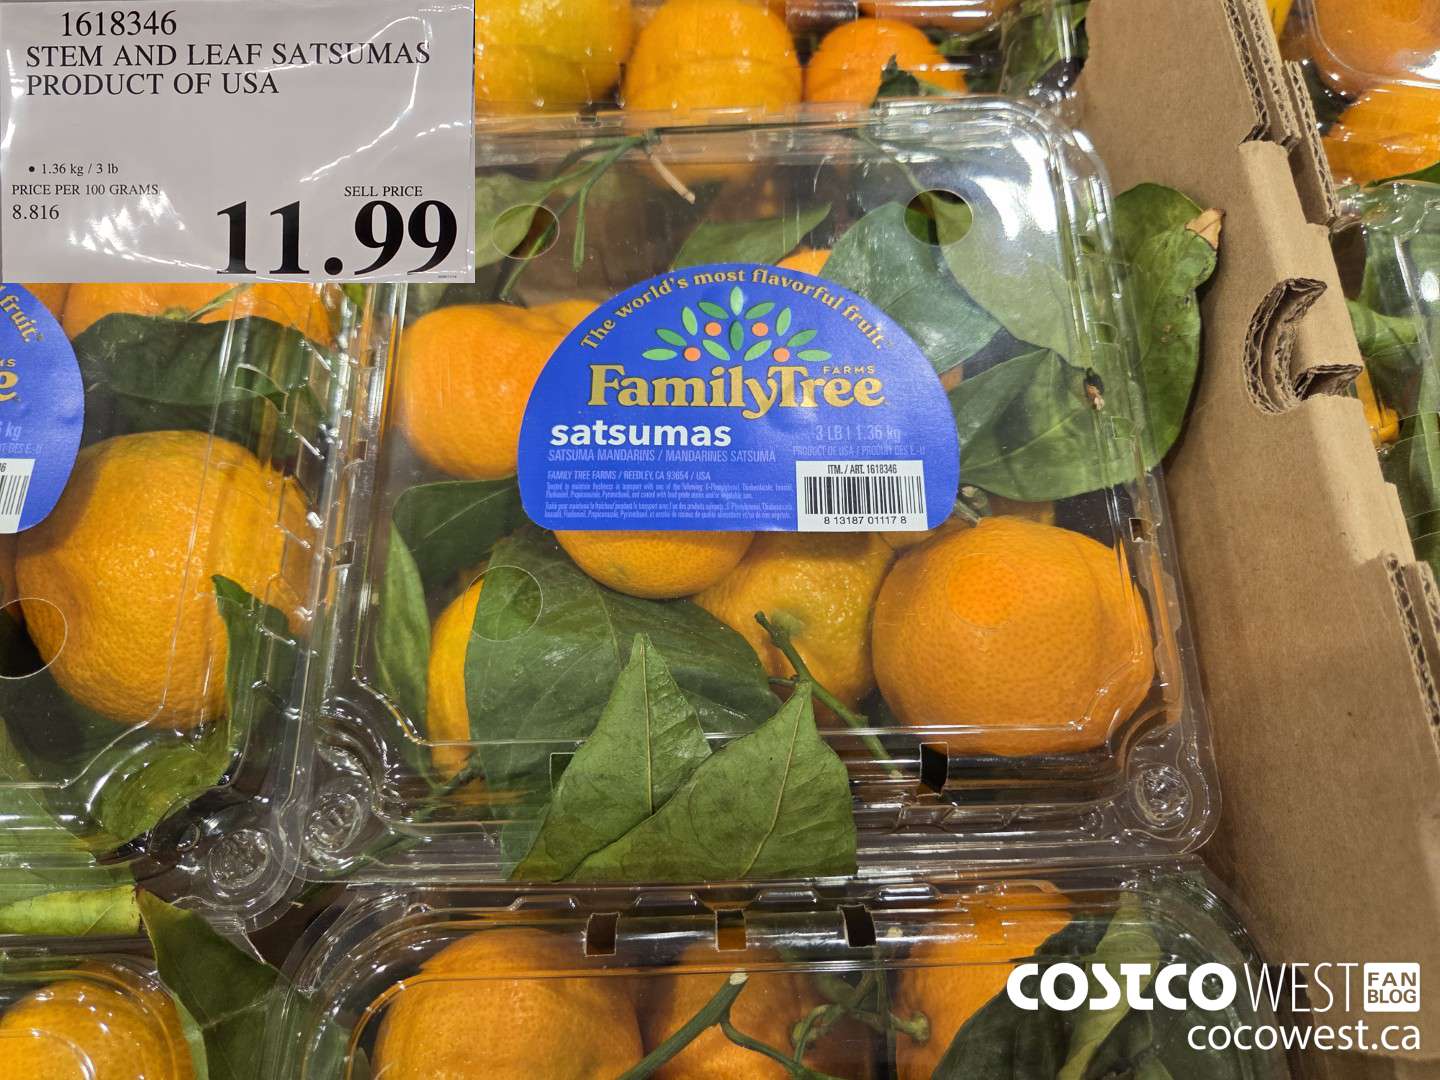 1618346
STEM AND LEAF SATSUMAS
PRODUCT OF USA
• 1.36 kg / 3 lb
PRICE PER 100 GRAMS
8.816
SELL PRICE
11.99
fruit.™
The world's most flavorful fruit.™
FARMS
FamilyTree
satsumas
3 LB | 1.36 kg
SATSUMA MANDARINS / MANDARINES SATSUMA
PRODUCT OF USA / PRODUIT DES É.-U
FAMILY TREE FARMS / REEDLEY, CA 93654 / USA
ITM. / ART. 1618346
8 13187 01117 8
COSTCO WEST FAN BLOG
cocowest.ca